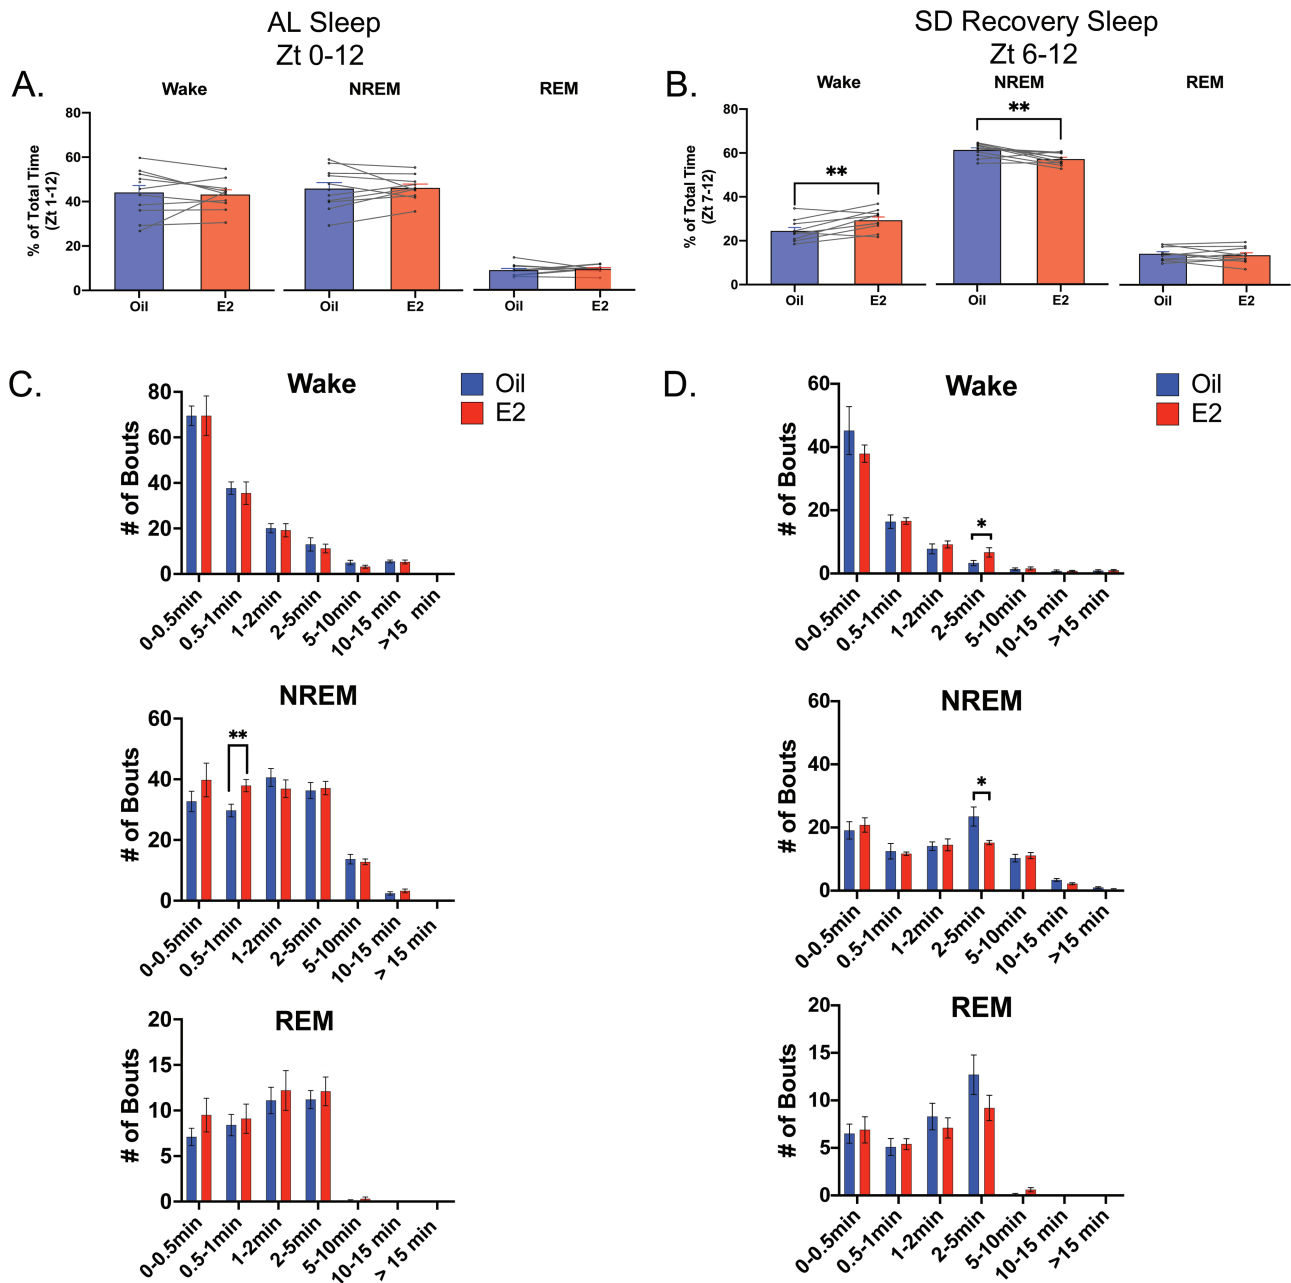 AL Sleep
Zt 0-12
SD Recovery Sleep
Zt 6-12
A.
Wake
NREM
REM
% of Total Time
(Zt 1-12)
80
60
40
20
0
Oil
E2
Oil
E2
Oil
E2
B.
Wake
NREM
REM
% of Total Time
(Zt 7-12)
80
60
40
20
0
**
**
Oil
E2
Oil
E2
Oil
E2
C.
Wake
Oil
E2
# of Bouts
80
60
40
20
0
0-0.5min
0.5-1min
1-2min
2-5min
5-10min
10-15 min
>15 min
NREM
# of Bouts
60
40
20
0
**
0-0.5min
0.5-1min
1-2min
2-5min
5-10min
10-15 min
> 15 min
REM
# of Bouts
20
15
10
5
0
0-0.5min
0.5-1min
1-2min
2-5min
5-10min
10-15 min
> 15 min
D.
Wake
Oil
E2
# of Bouts
60
40
20
0
*
0-0.5min
0.5-1min
1-2min
2-5min
5-10min
10-15 min
>15 min
NREM
# of Bouts
60
40
20
0
*
0-0.5min
0.5-1min
1-2min
2-5min
5-10min
10-15 min
>15 min
REM
# of Bouts
20
15
10
5
0
0-0.5min
0.5-1min
1-2min
2-5min
5-10min
10-15 min
>15 min